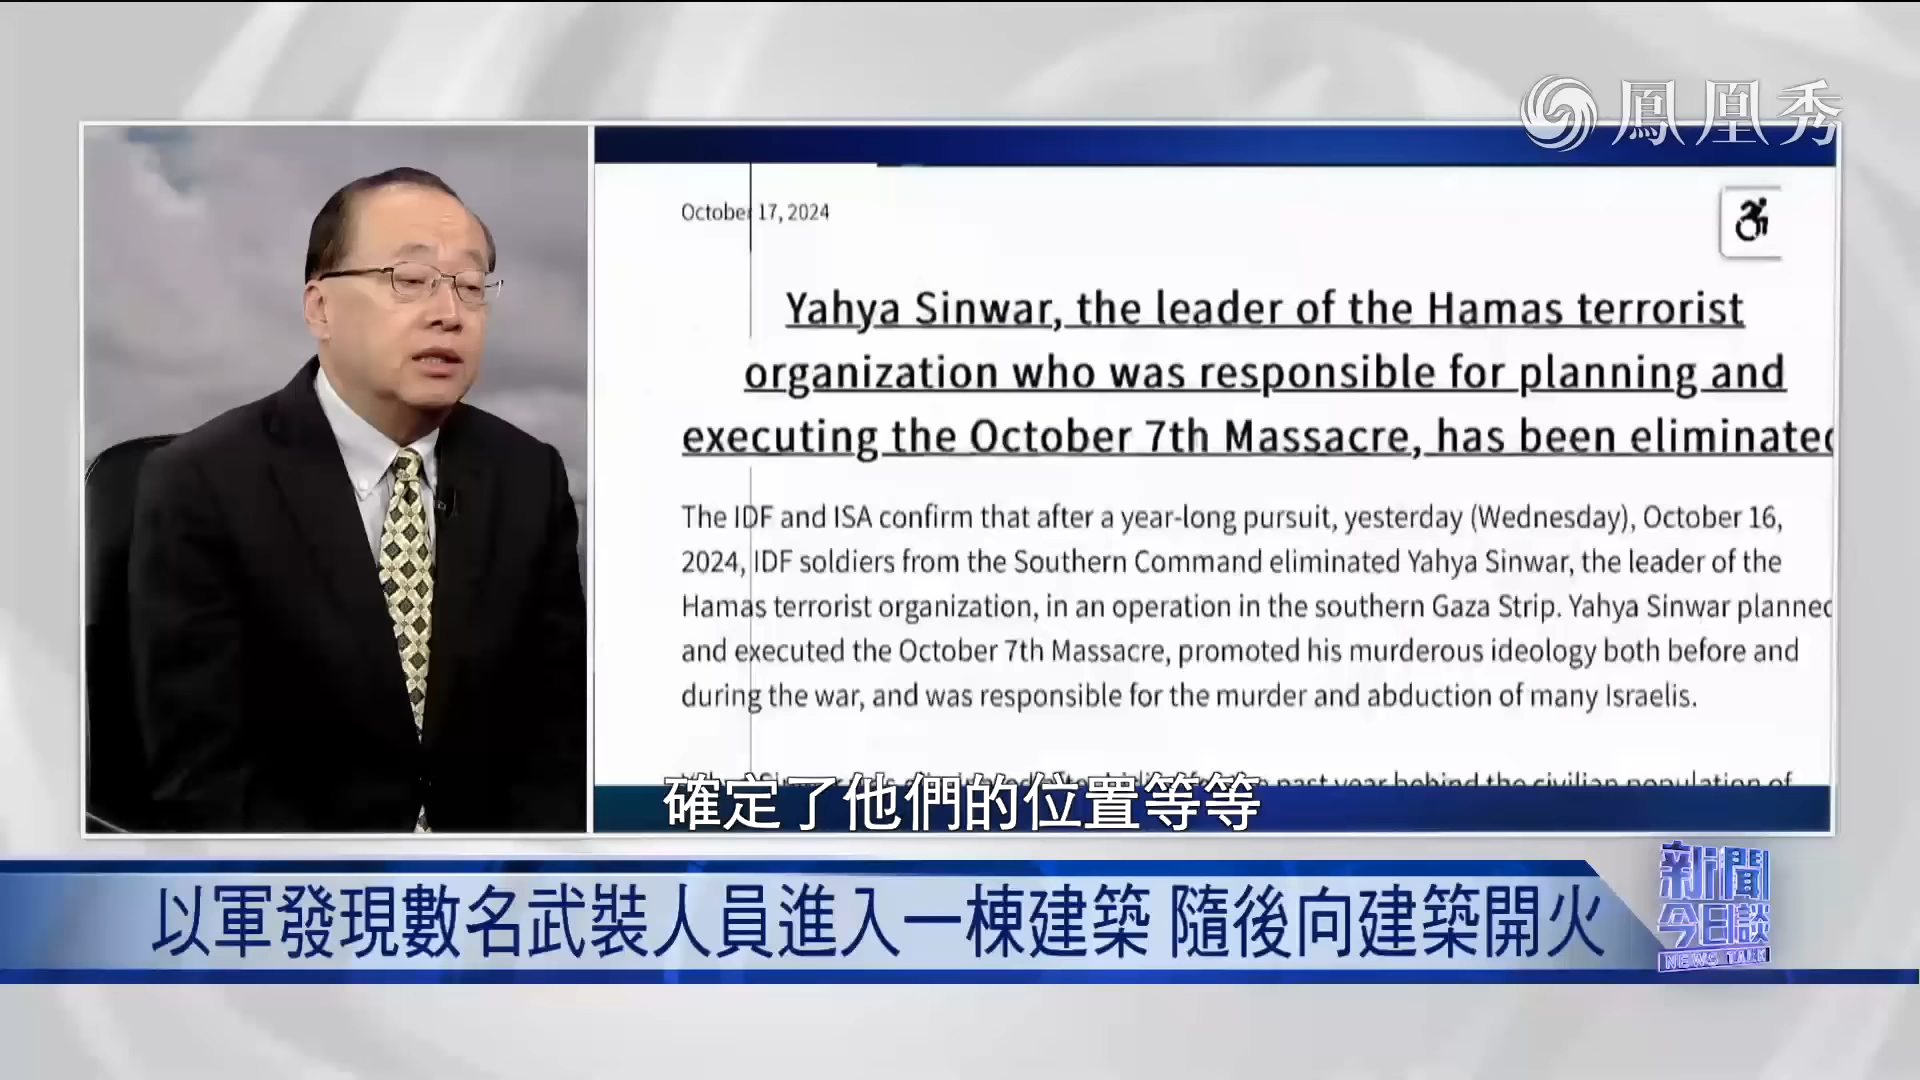 鳳凰秀
October 17, 2024
Yahya Sinwar, the leader of the Hamas terrorist
organization who was responsible for planning and
executing the October 7th Massacre, has been eliminated
The IDF and ISA confirm that after a year-long pursuit, yesterday (Wednesday), October 16,
2024, IDF soldiers from the Southern Command eliminated Yahya Sinwar, the leader of the
Hamas terrorist organization, in an operation in the southern Gaza Strip. Yahya Sinwar planned
and executed the October 7th Massacre, promoted his murderous ideology both before and
during the war, and was responsible for the murder and abduction of many Israelis.
past year behind the civilian population of
確定了他們的位置等等
以軍發現數名武裝人員進入一棟建築 隨後向建築開火
新聞
今日談
NEWS TALK